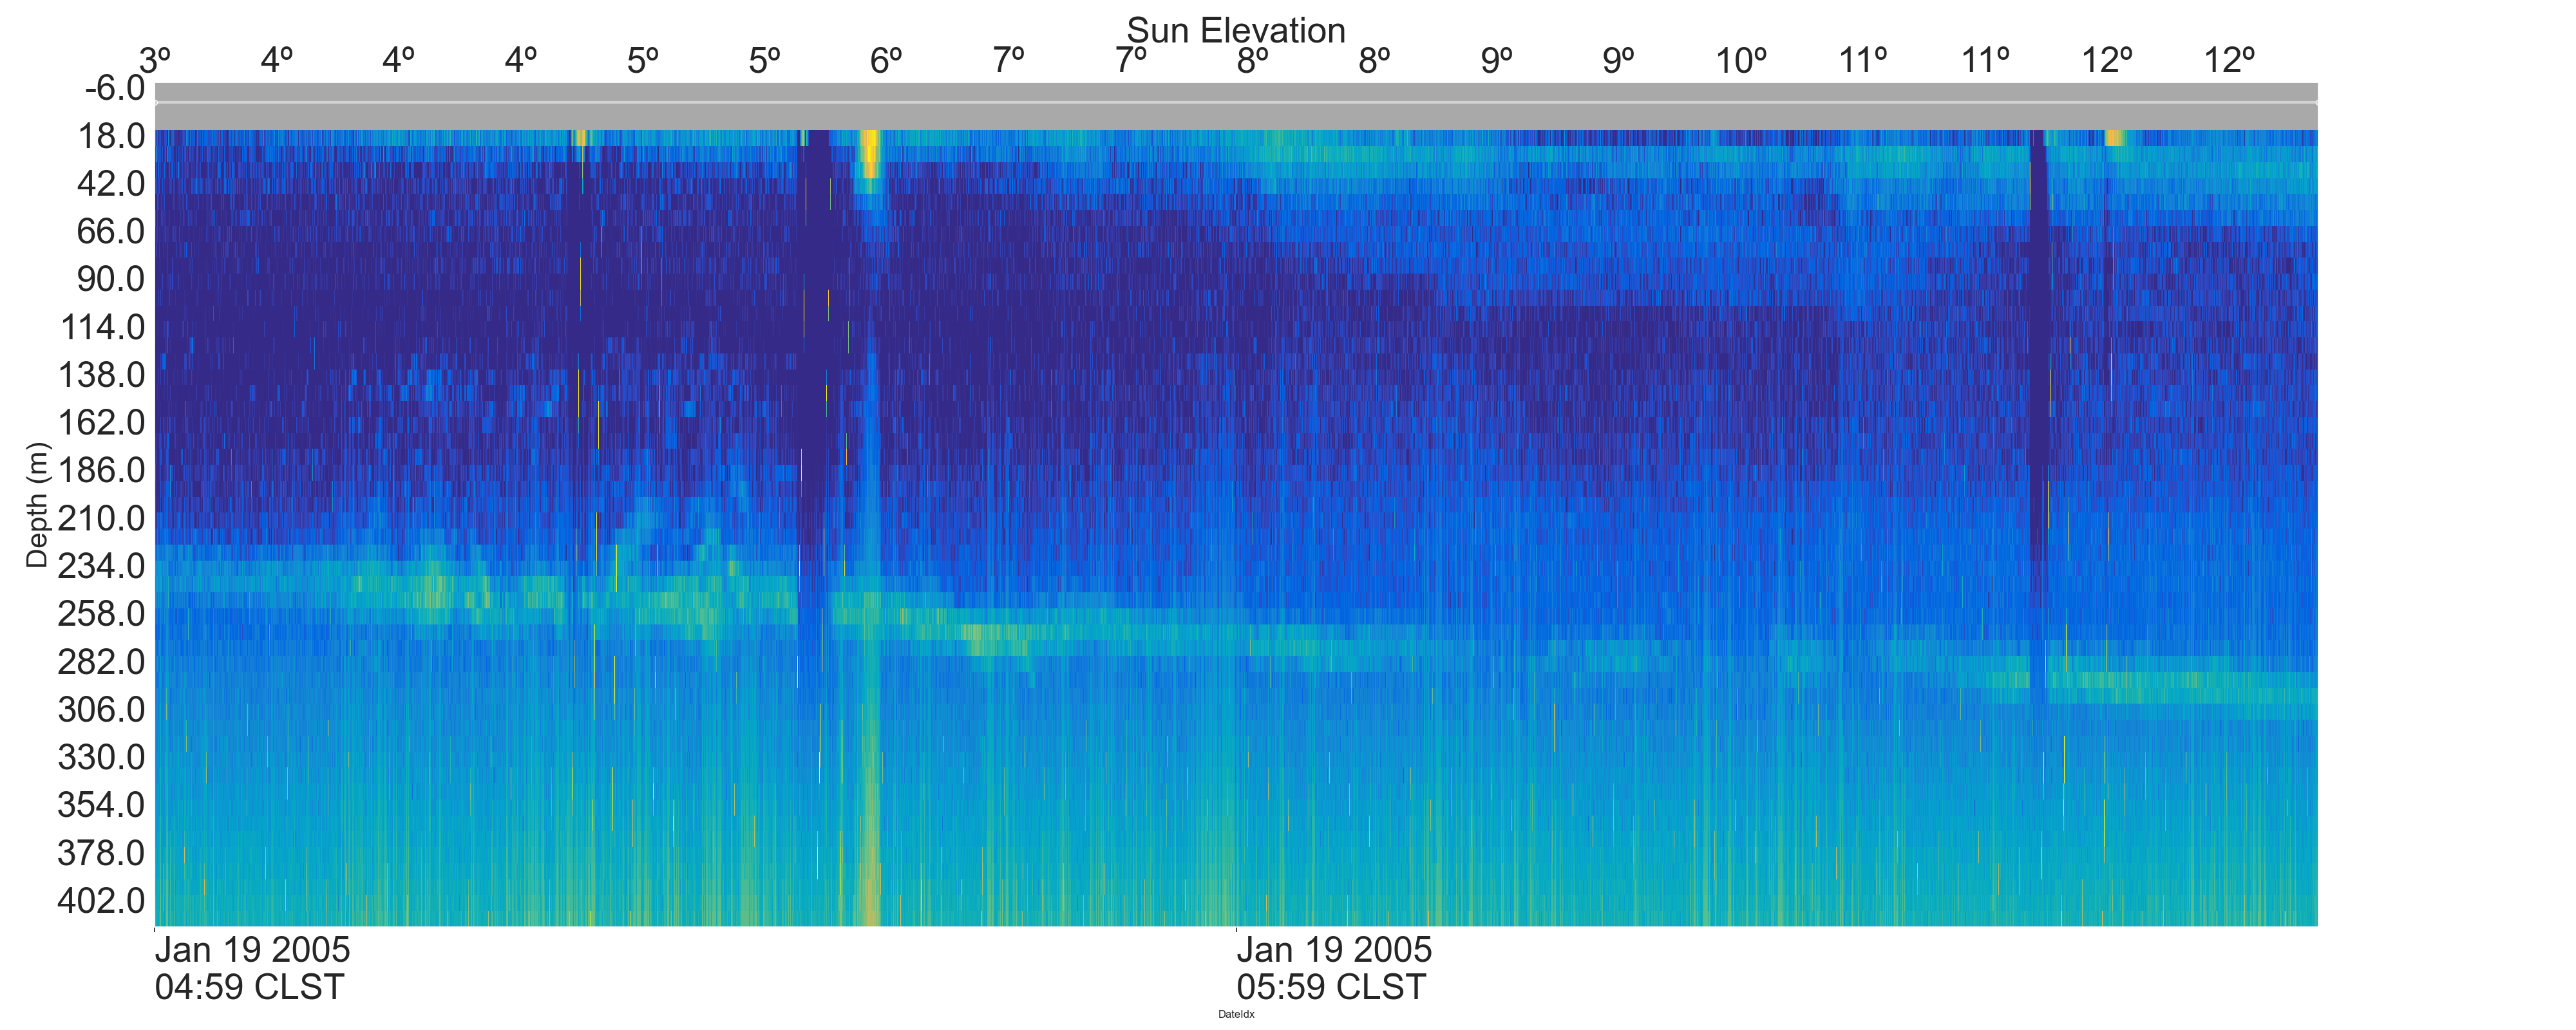 Sun Elevation
3º 4º 4º 4º 5º 5º 6º 7º 7º 8º 8º 9º 9º 10º 11º 11º 12º 12º
-6.0
18.0
42.0
66.0
90.0
114.0
138.0
162.0
186.0
210.0
234.0
258.0
282.0
306.0
330.0
354.0
378.0
402.0
Depth (m)
Jan 19 2005
04:59 CLST
Jan 19 2005
05:59 CLST
DateIdx